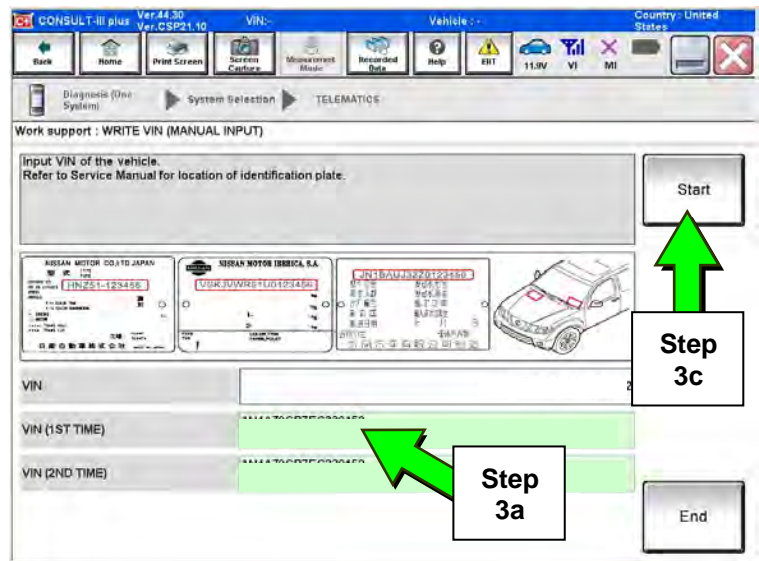 CONSULT-III plus Ver.44.30 Ver.CSP21.10 VIN:- Vehicle : - Country : United States
Back Home Print Screen Screen Capture Measurement Mode Recorded Data Help ERT 11.9V VI MI
Diagnosis (One System) System Selection TELEMATICS
Work support : WRITE VIN (MANUAL INPUT)
Input VIN of the vehicle.
Refer to Service Manual for location of identification plate.
Start
NISSAN MOTOR CO., LTD JAPAN
HNZ51-123456
NISSAN MOTOR IBERICA, S.A.
VSKJVWR51U0123456
JN1BAUJ32Z0123450
Step 3c
VIN
VIN (1ST TIME)
VIN (2ND TIME)
Step 3a
End